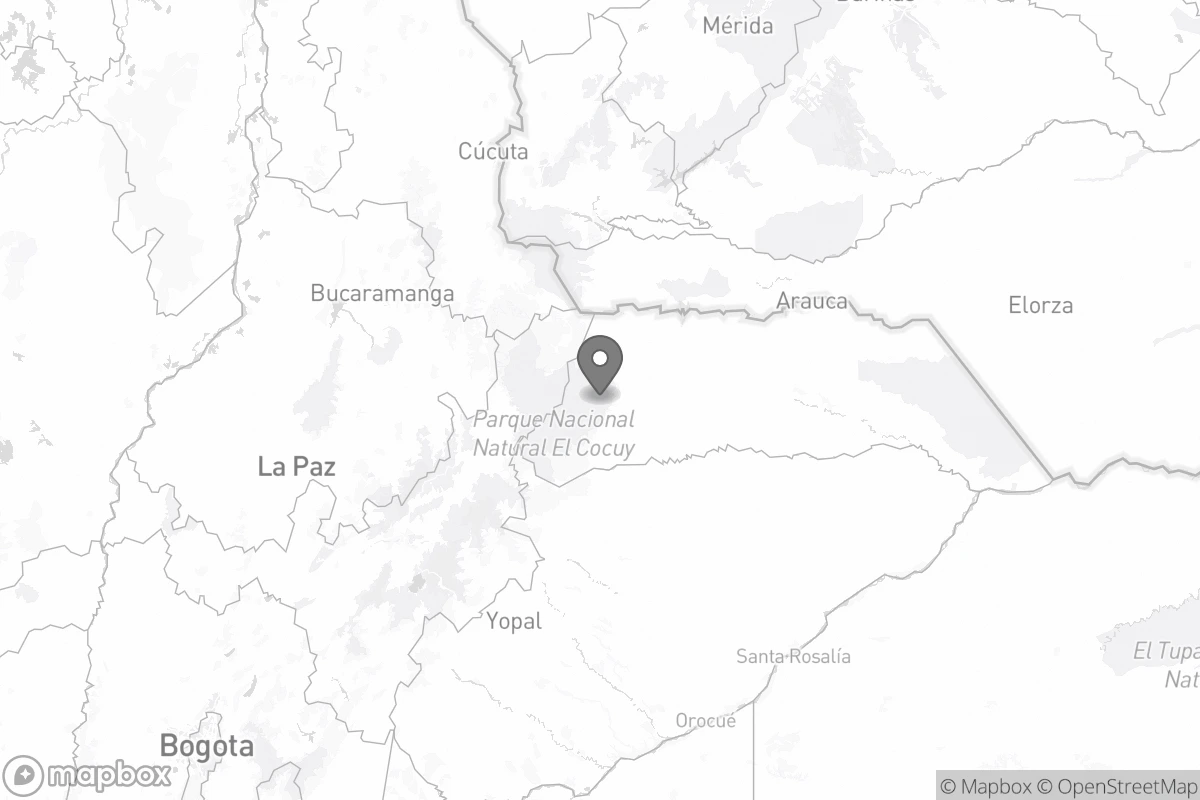 Mérida
Cúcuta
Bucaramanga
Arauca
Elorza
Parque Nacional
Natural El Cocuy
La Paz
Yopal
Santa Rosalía
El Tupa
Nat
Orocué
Bogota
mapbox
© Mapbox © OpenStreetMap